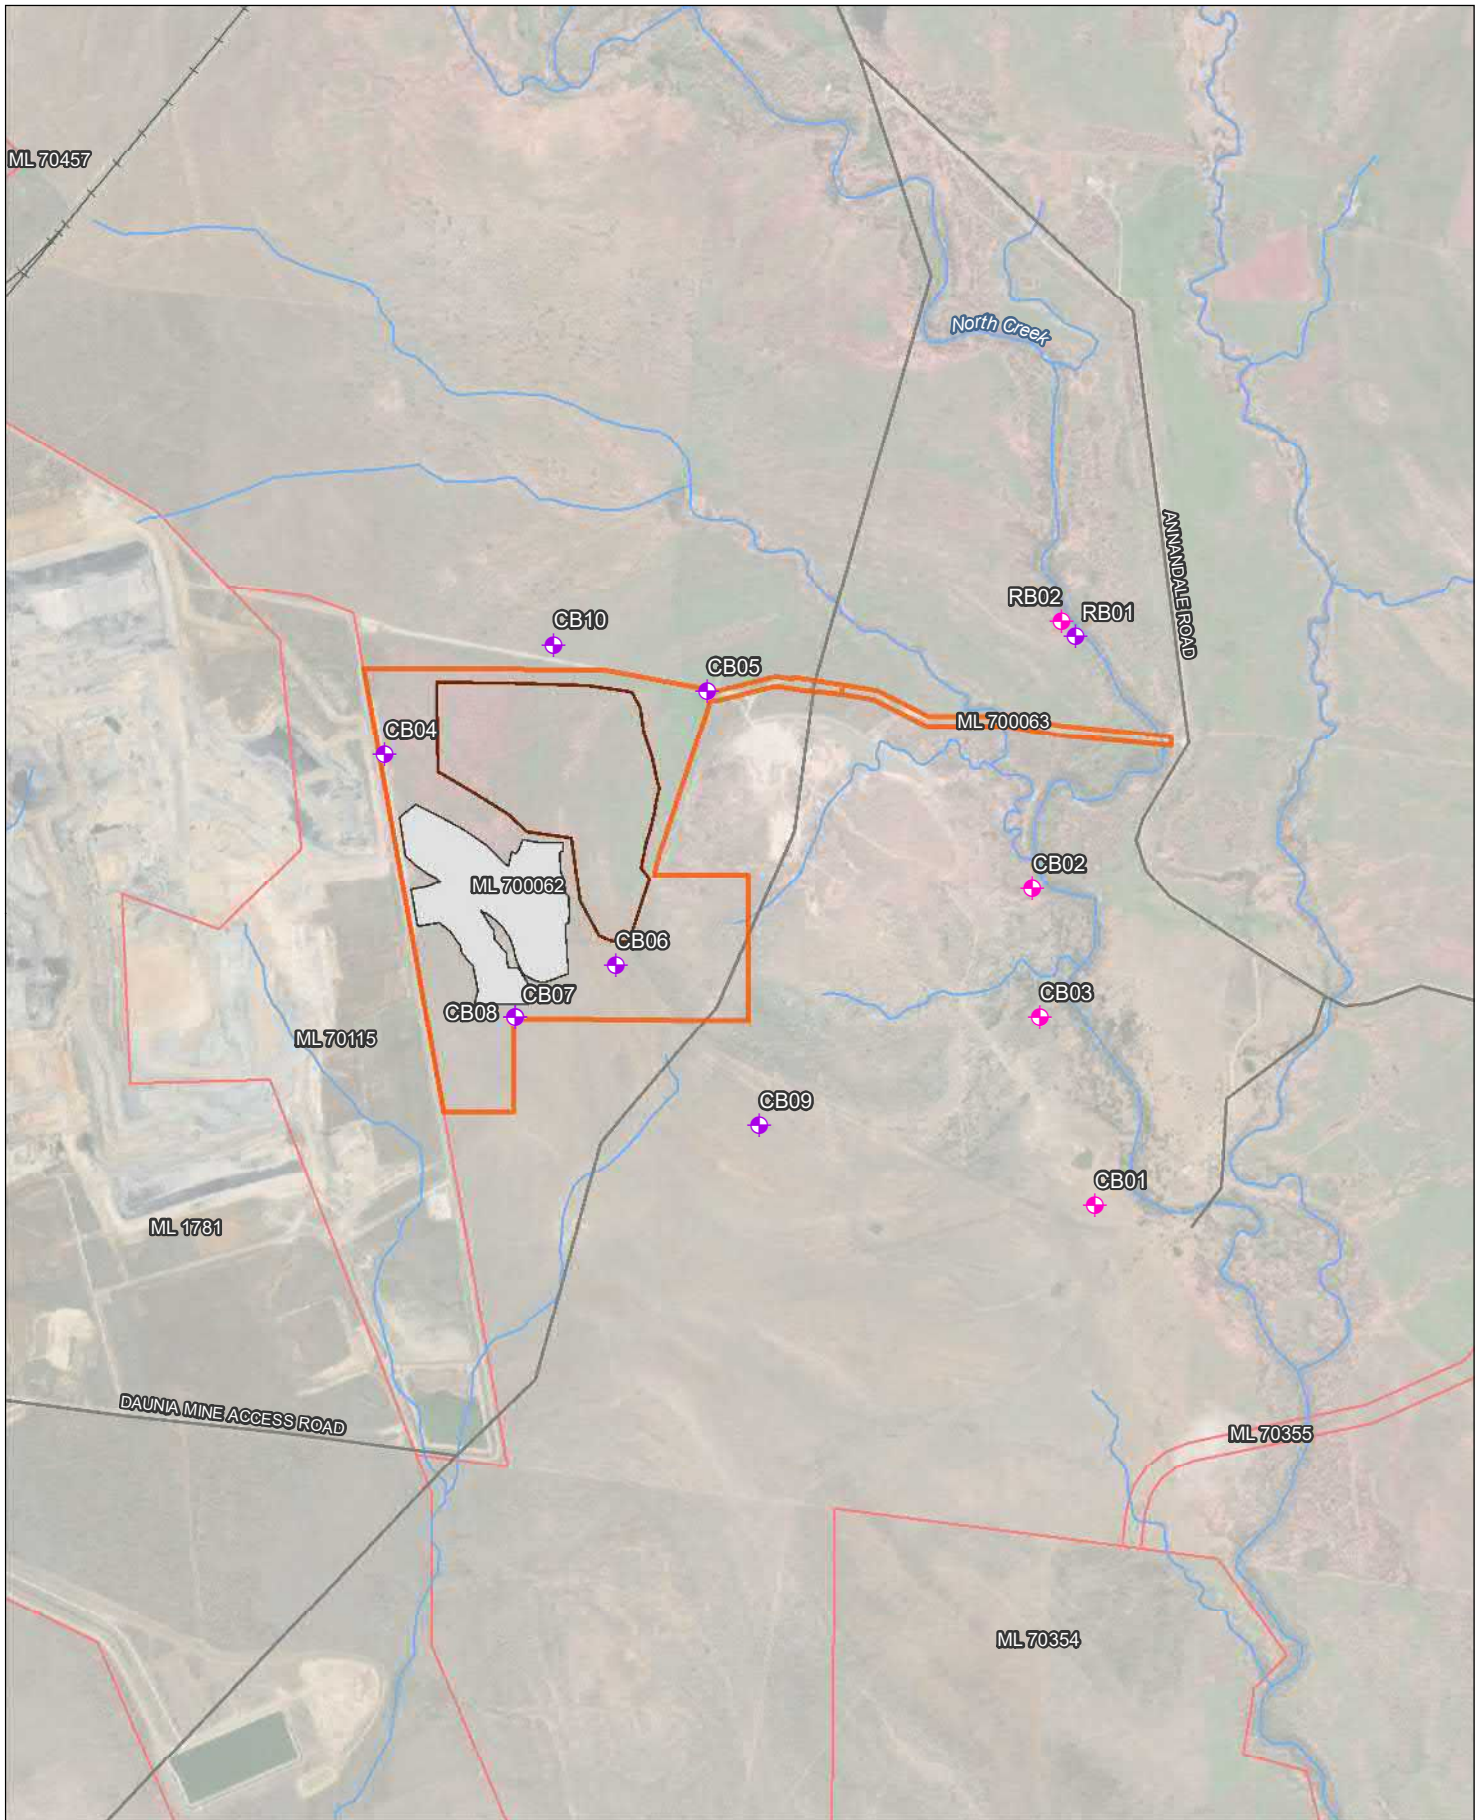 ML 70457
North Creek
ANNANDALE ROAD
RB02
RB01
CB10
CB05
ML 700063
CB04
CB02
ML 700062
CB06
CB07
CB08
CB03
ML 70115
CB09
CB01
ML 1781
DAUNIA MINE ACCESS ROAD
ML 70355
ML 70354